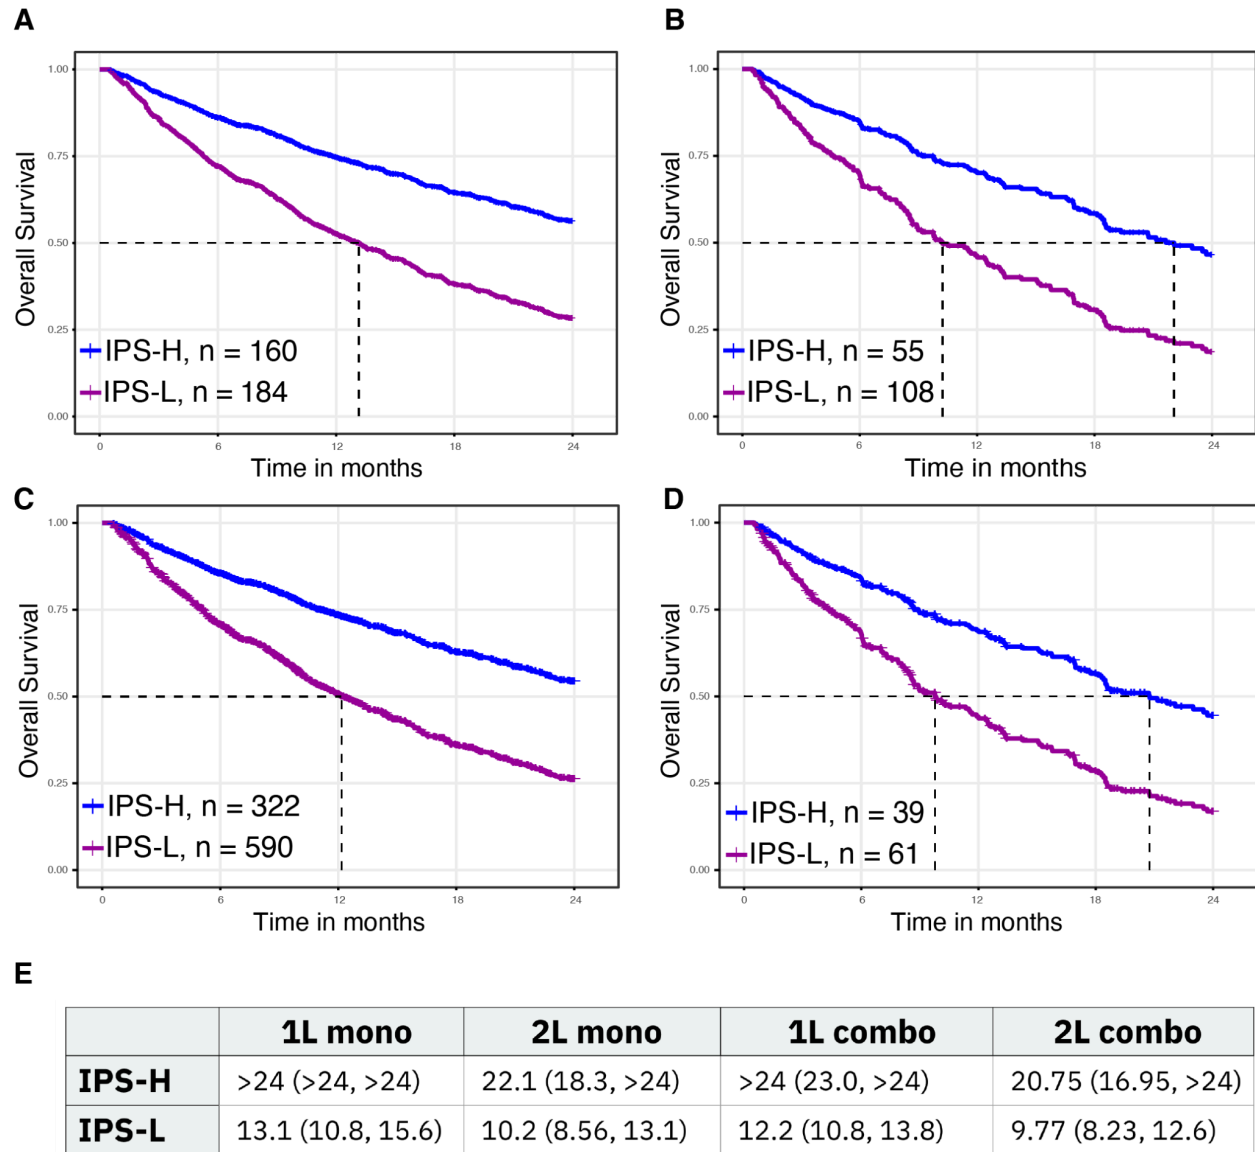 A
Overall Survival
1.00
0.75
0.50
0.25
0.00
IPS-H, n = 160
IPS-L, n = 184
0 6 12 18 24
Time in months
B
Overall Survival
1.00
0.75
0.50
0.25
0.00
IPS-H, n = 55
IPS-L, n = 108
0 6 12 18 24
Time in months
C
Overall Survival
1.00
0.75
0.50
0.25
0.00
IPS-H, n = 322
IPS-L, n = 590
0 6 12 18 24
Time in months
D
Overall Survival
1.00
0.75
0.50
0.25
0.00
IPS-H, n = 39
IPS-L, n = 61
0 6 12 18 24
Time in months
E
1L mono 2L mono 1L combo 2L combo
IPS-H >24 (>24, >24) 22.1 (18.3, >24) >24 (23.0, >24) 20.75 (16.95, >24)
IPS-L 13.1 (10.8, 15.6) 10.2 (8.56, 13.1) 12.2 (10.8, 13.8) 9.77 (8.23, 12.6)